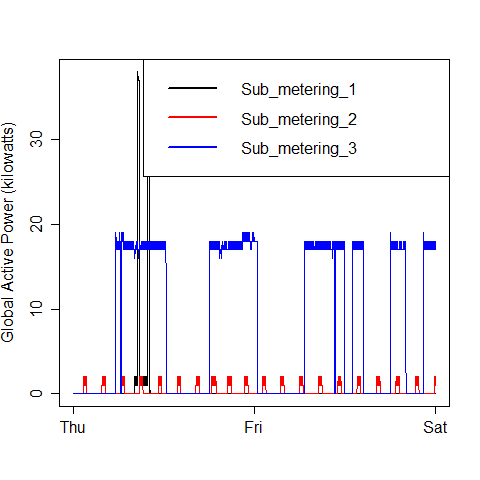 Sub_metering_1
Sub_metering_2
Sub_metering_3
Global Active Power (kilowatts)
30
20
10
0
Thu Fri Sat